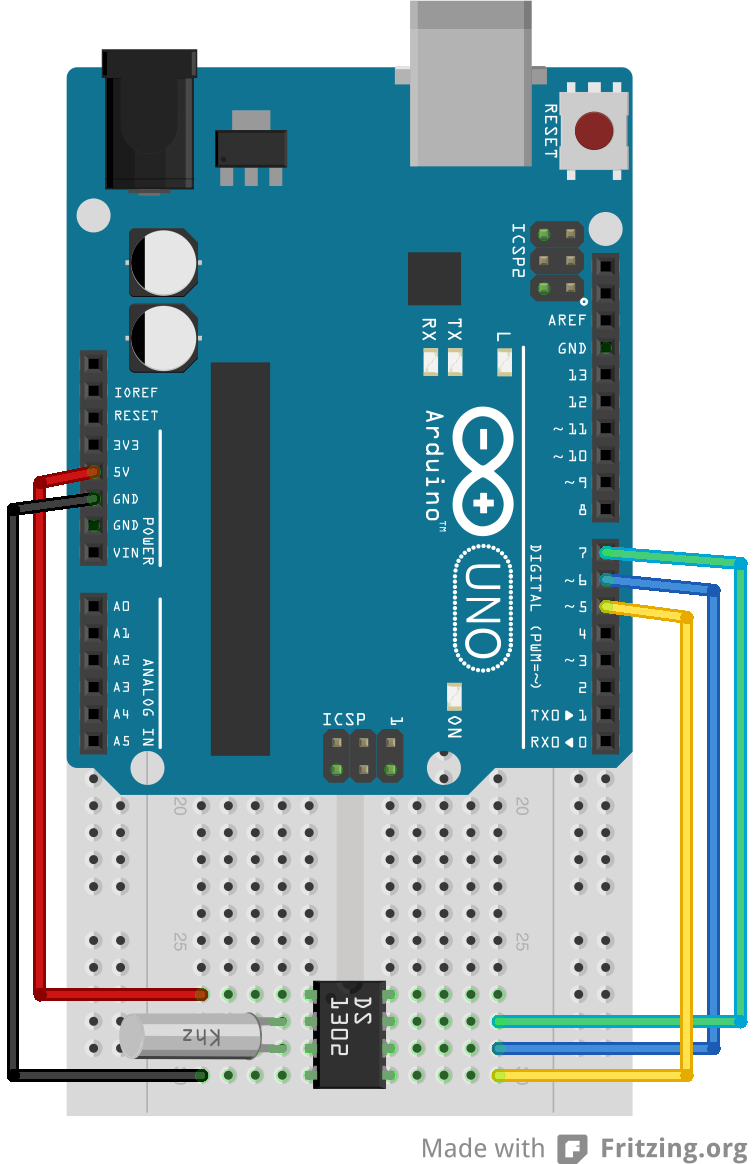 RESET
ICSP2
AREF
GND
13
12
~11
~10
~9
8
RX
TX
L
IOREF
RESET
3V3
5V
GND
GND
VIN
POWER
Arduino™
UNO
DIGITAL (PWM=~)
7
~6
~5
4
~3
2
TX0▶1
RX0◀0
A0
A1
A2
A3
A4
A5
ANALOG IN
ICSP
1
ON
20
20
25
25
DS
1302
Khz
30
30
Made with Fritzing.org